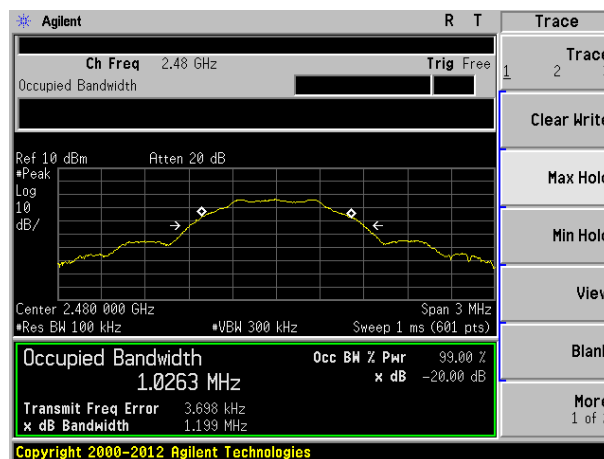 Agilent R T Trace
Ch Freq 2.48 GHz Trig Free
Occupied Bandwidth
Trace
1 2
Clear Write
Max Hold
Min Hold
View
Blank
More
1 of
Ref 10 dBm Atten 20 dB
#Peak
Log
10
dB/
Center 2.480 000 GHz Span 3 MHz
#Res BW 100 kHz #VBW 300 kHz Sweep 1 ms (601 pts)
Occupied Bandwidth Occ BW % Pwr 99.00 %
1.0263 MHz x dB -20.00 dB
Transmit Freq Error 3.698 kHz
x dB Bandwidth 1.199 MHz
Copyright 2000-2012 Agilent Technologies